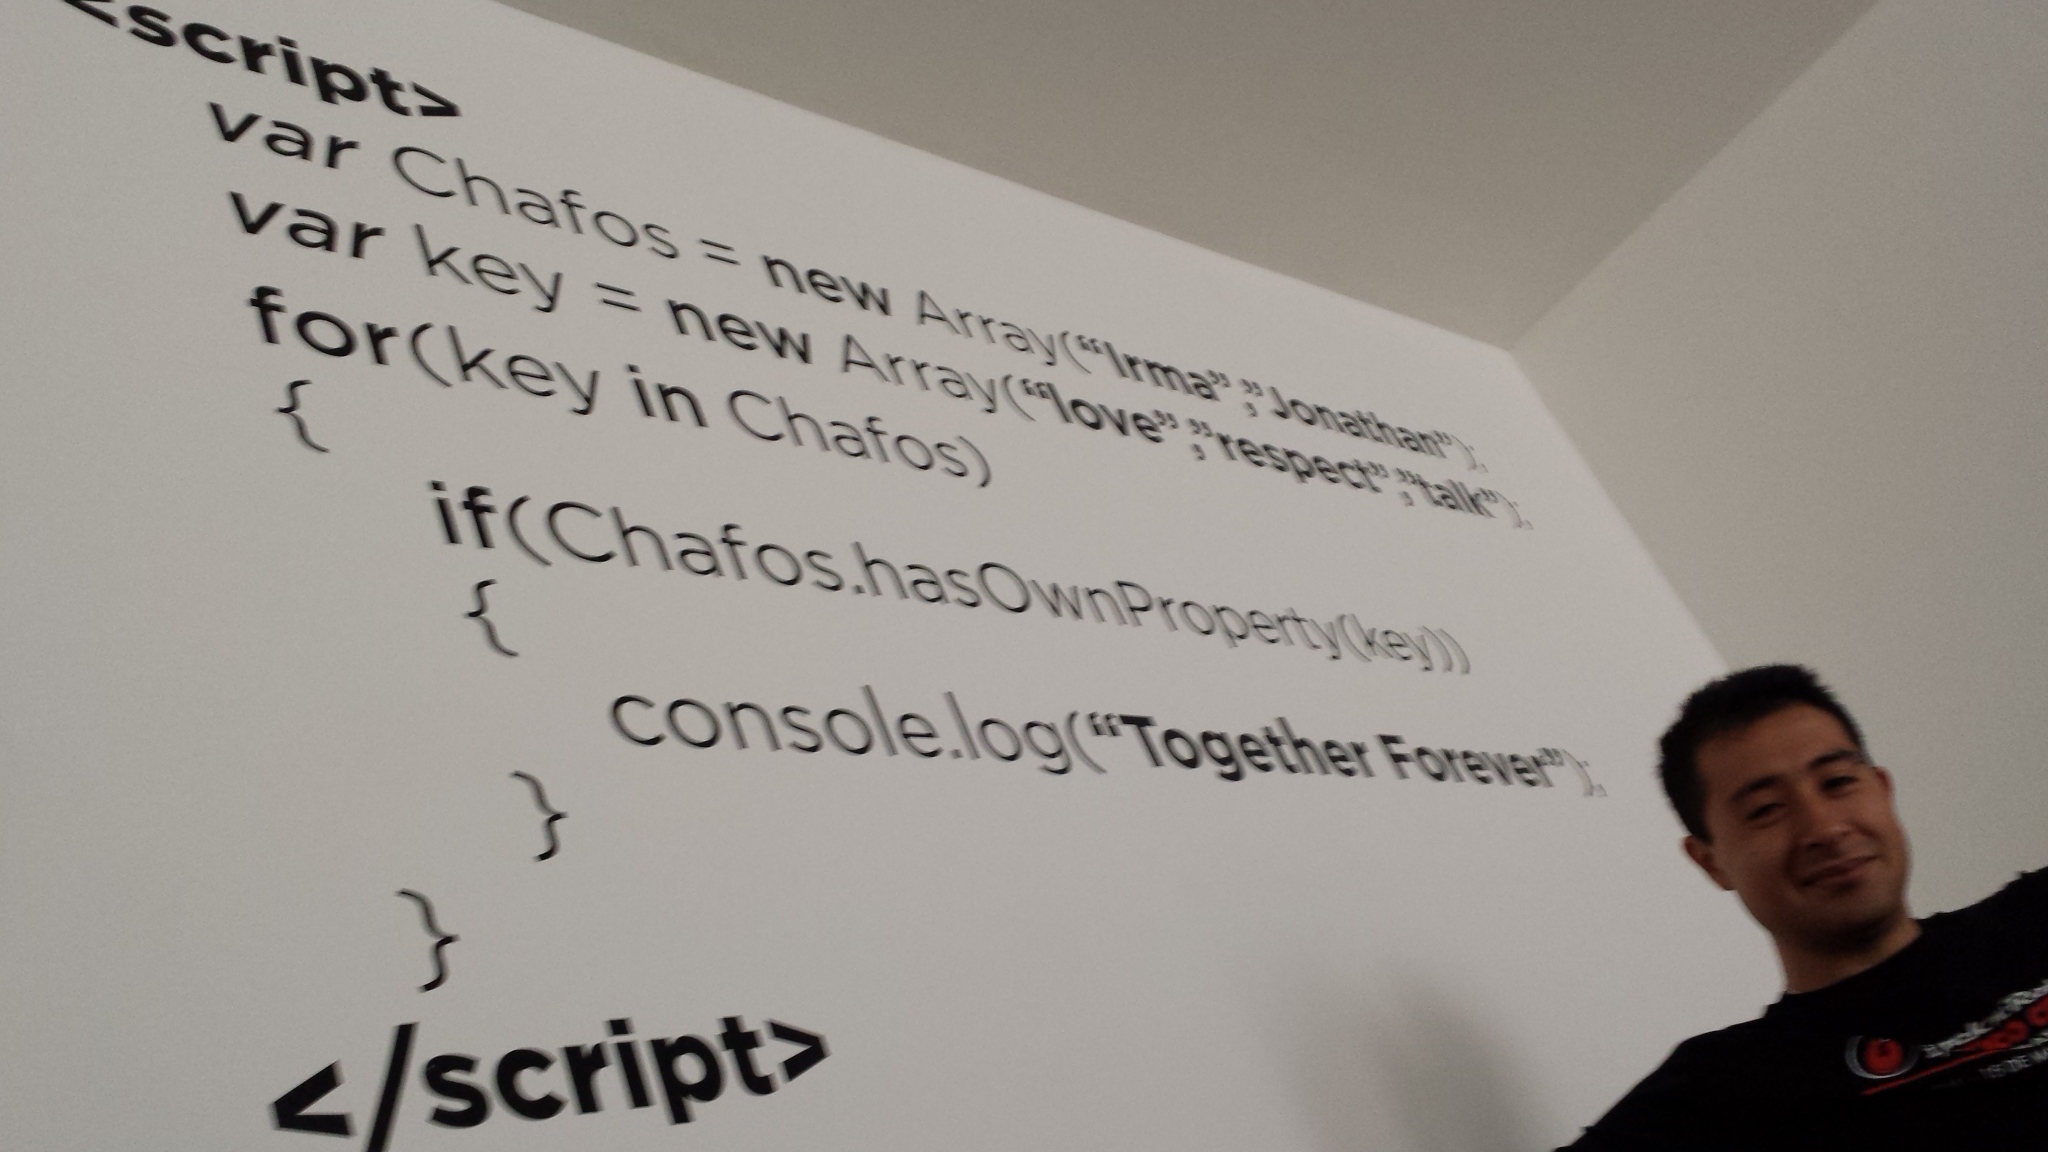 <script>
var Chafos = new Array(“Irma”,”Jonathan”);
var key = new Array(“love”,”respect”,”talk”);
for(key in Chafos)
{
if(Chafos.hasOwnProperty(key))
{
console.log(“Together Forever”);
}
}
</script>